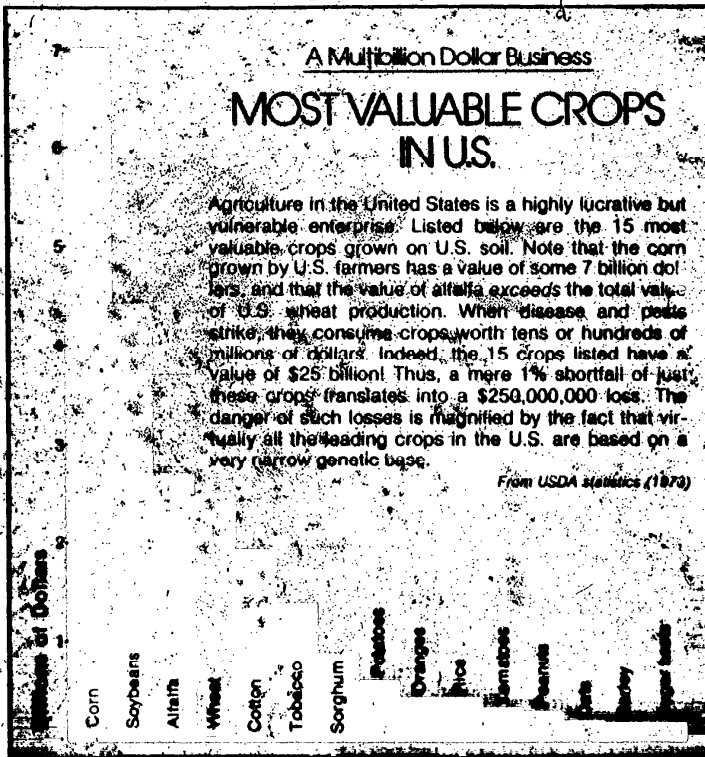 A Multibillion Dollar Business
MOST VALUABLE CROPS
IN U.S.
Agriculture in the United States is a highly lucrative but
vulnerable enterprise. Listed below are the 15 most
valuable crops grown on U.S. soil. Note that the corn
grown by U.S. farmers has a value of some 7 billion dol
lars, and that the value of alfalfa exceeds the total value
of U.S. wheat production. When disease and pests
strike, they consume crops worth tens or hundreds of
millions of dollars. Indeed, the 15 crops listed have a
value of $25 billion! Thus, a mere 1% shortfall of just
these crops translates into a $250,000,000 loss. The
danger of such losses is magnified by the fact that vir-
tually all the leading crops in the U.S. are based on a
very narrow genetic base.
From USDA statistics (1973)
7
6
5
4
3
2
1
Billions of Dollars
Corn
Soybeans
Alfalfa
Wheat
Cotton
Tobacco
Sorghum
Potatoes
Oranges
Rice
Tomatoes
Peanuts
Oats
Barley
Sugar beets